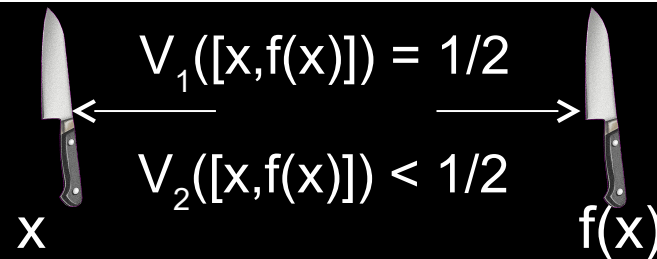 V₁([x,f(x)]) = 1/2
V₂([x,f(x)]) < 1/2
x f(x)